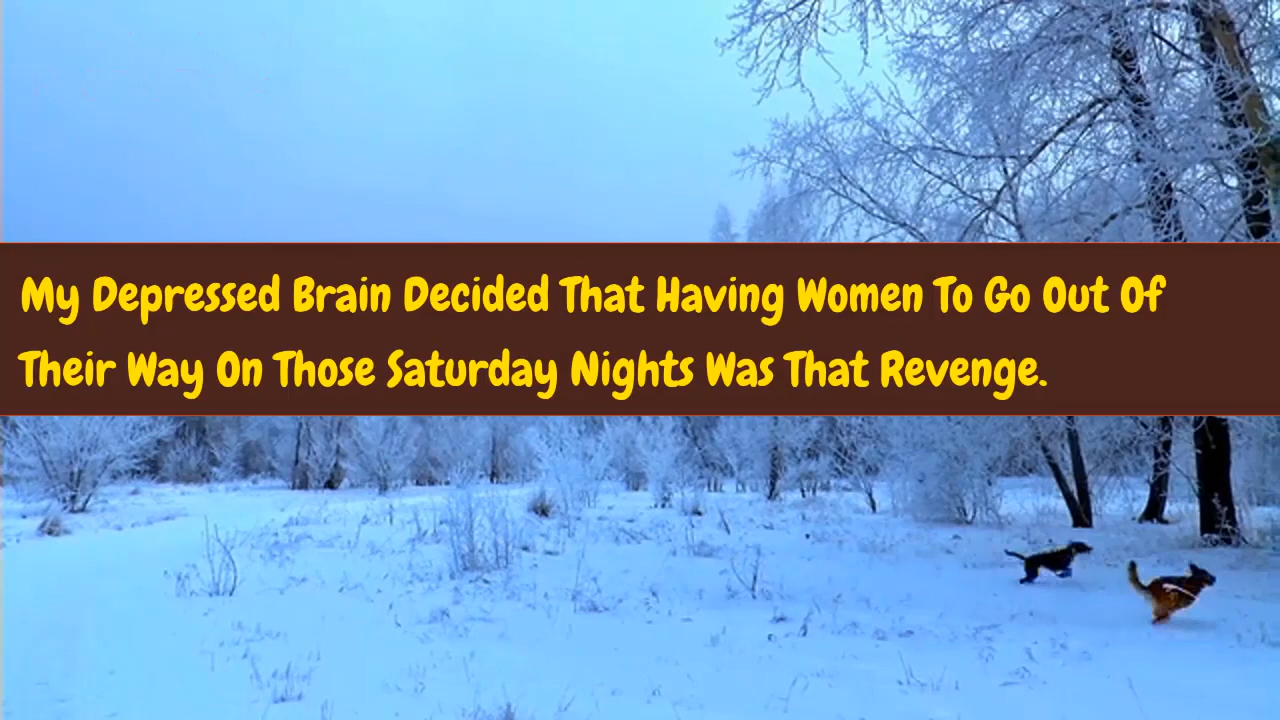 My Depressed Brain Decided That Having Women To Go Out Of
Their Way On Those Saturday Nights Was That Revenge.